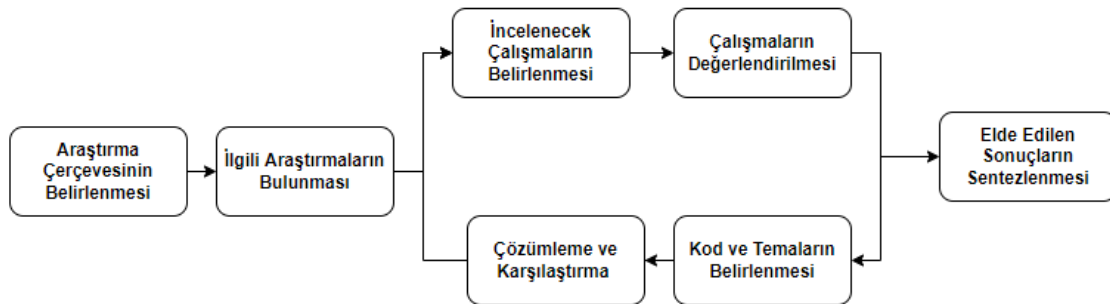 Araştırma
Çerçevesinin
Belirlenmesi
İlgili Araştırmaların
Bulunması
İncelenecek
Çalışmaların
Belirlenmesi
Çalışmaların
Değerlendirilmesi
Kod ve Temaların
Belirlenmesi
Çözümleme ve
Karşılaştırma
Elde Edilen
Sonuçların
Sentezlenmesi